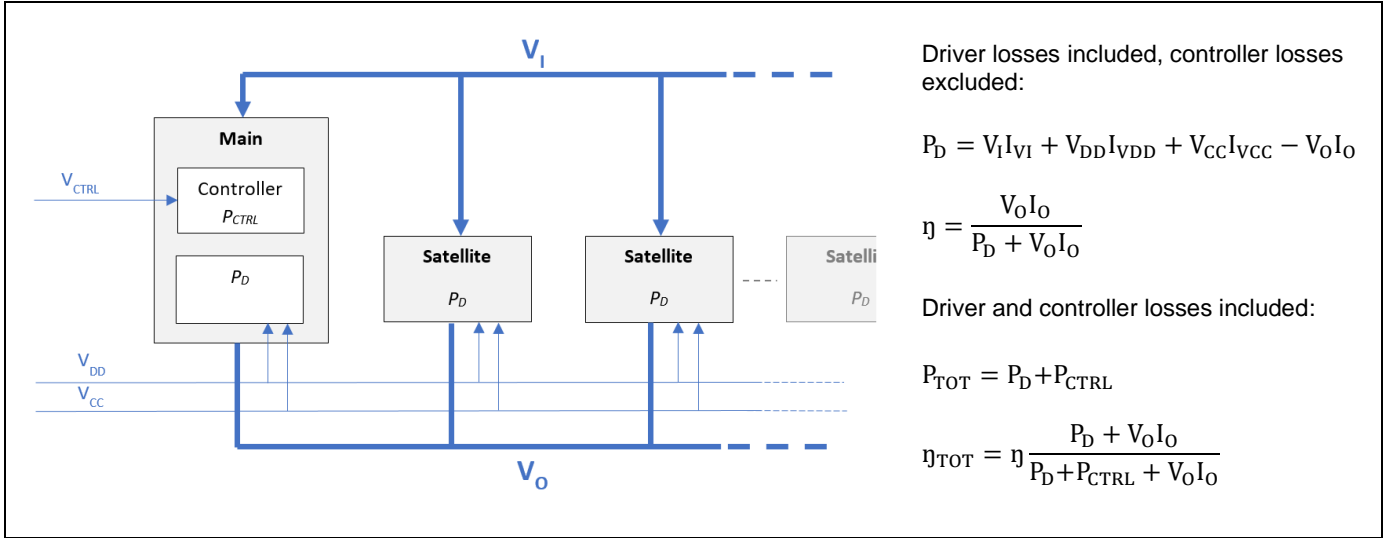 V_I
Main
Controller
P_CTRL
V_CTRL
P_D
Satellite
P_D
Satellite
P_D
Satelli
P_D
V_DD
V_CC
V_O
Driver losses included, controller losses
excluded:
P_D = V_I I_VI + V_DD I_VDD + V_CC I_VCC − V_O I_O
ŋ = V_O I_O / (P_D + V_O I_O)
Driver and controller losses included:
P_TOT = P_D+P_CTRL
ŋ_TOT = ŋ (P_D + V_O I_O) / (P_D+P_CTRL + V_O I_O)